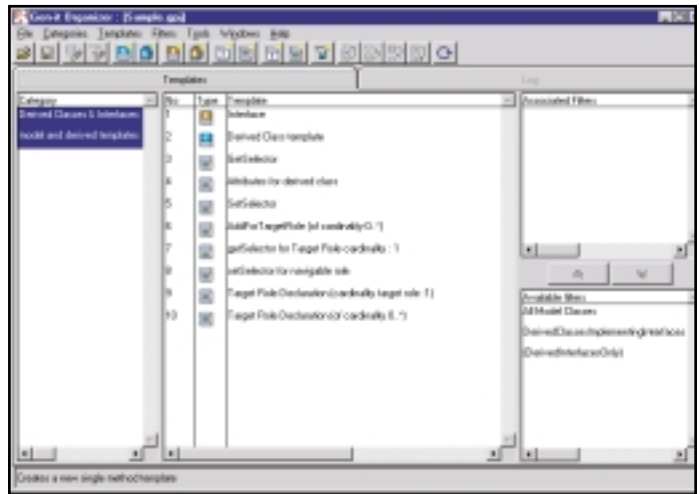 Gen-it Organizer : [Sample.gpj]
File Categories Templates Filters Tools Windows Help
Templates
Log
Category
Derived Classes & Interfaces
model and derived templates
No Type Template
1 Interface
2 Derived Class template
3 GetSelector
4 Attributes for derived class
5 SetSelector
6 AddForTargetRole (of cardinality 0..*)
7 getSelector for Target Role cardinality : 1
8 setSelector for navigable role
9 Target Role Declaration (cardinality target role: 1)
10 Target Role Declaration (of cardinality 0..*)
Associated Filters
Available filters
All Model Classes
DerivedClassesImplementingInterfaces
(DerivedInterfacesOnly)
Creates a new single method template